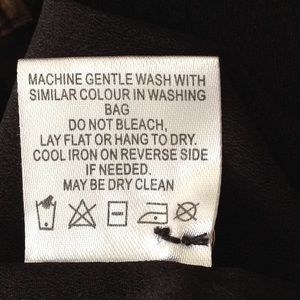 MACHINE GENTLE WASH WITH
SIMILAR COLOUR IN WASHING
BAG
DO NOT BLEACH,
LAY FLAT OR HANG TO DRY.
COOL IRON ON REVERSE SIDE
IF NEEDED.
MAY BE DRY CLEAN